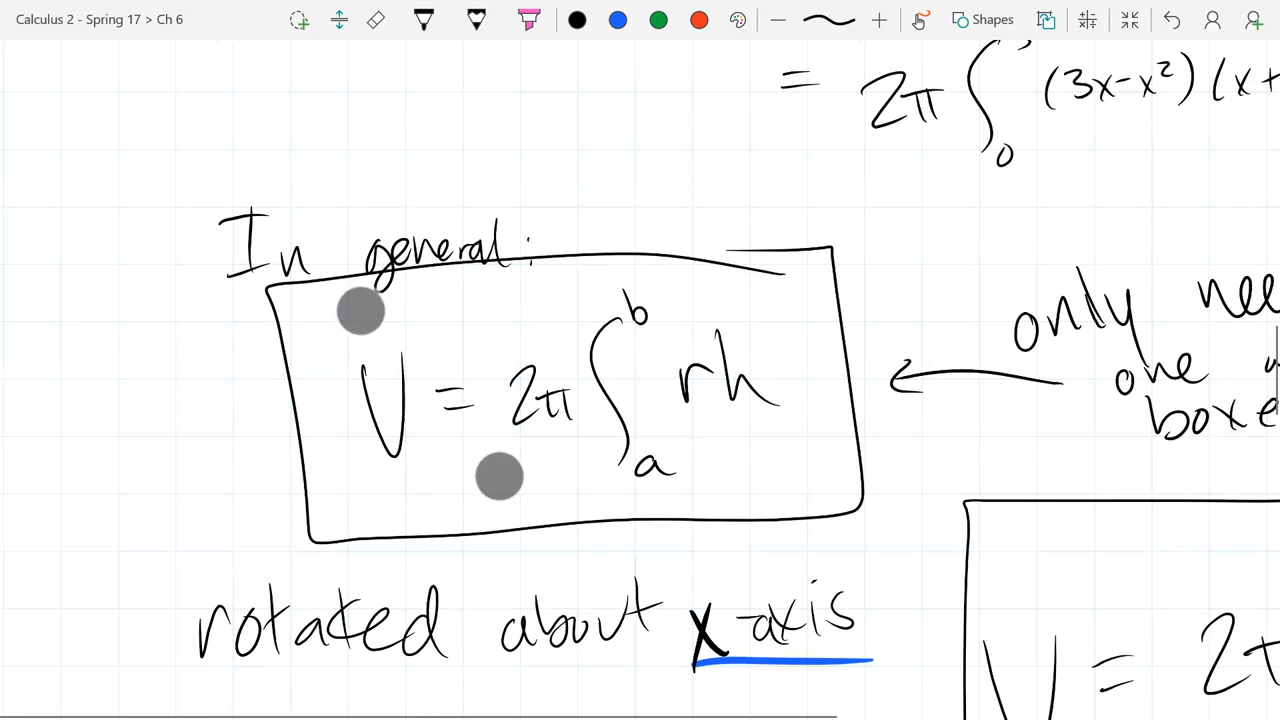 Calculus 2 - Spring 17 > Ch 6
Shapes
= 2π ∫₀ (3x-x²) (x+
In general:
V = 2π ∫ₐᵇ rh
only nee
one
boxe
rotated about x-axis
V = 2π